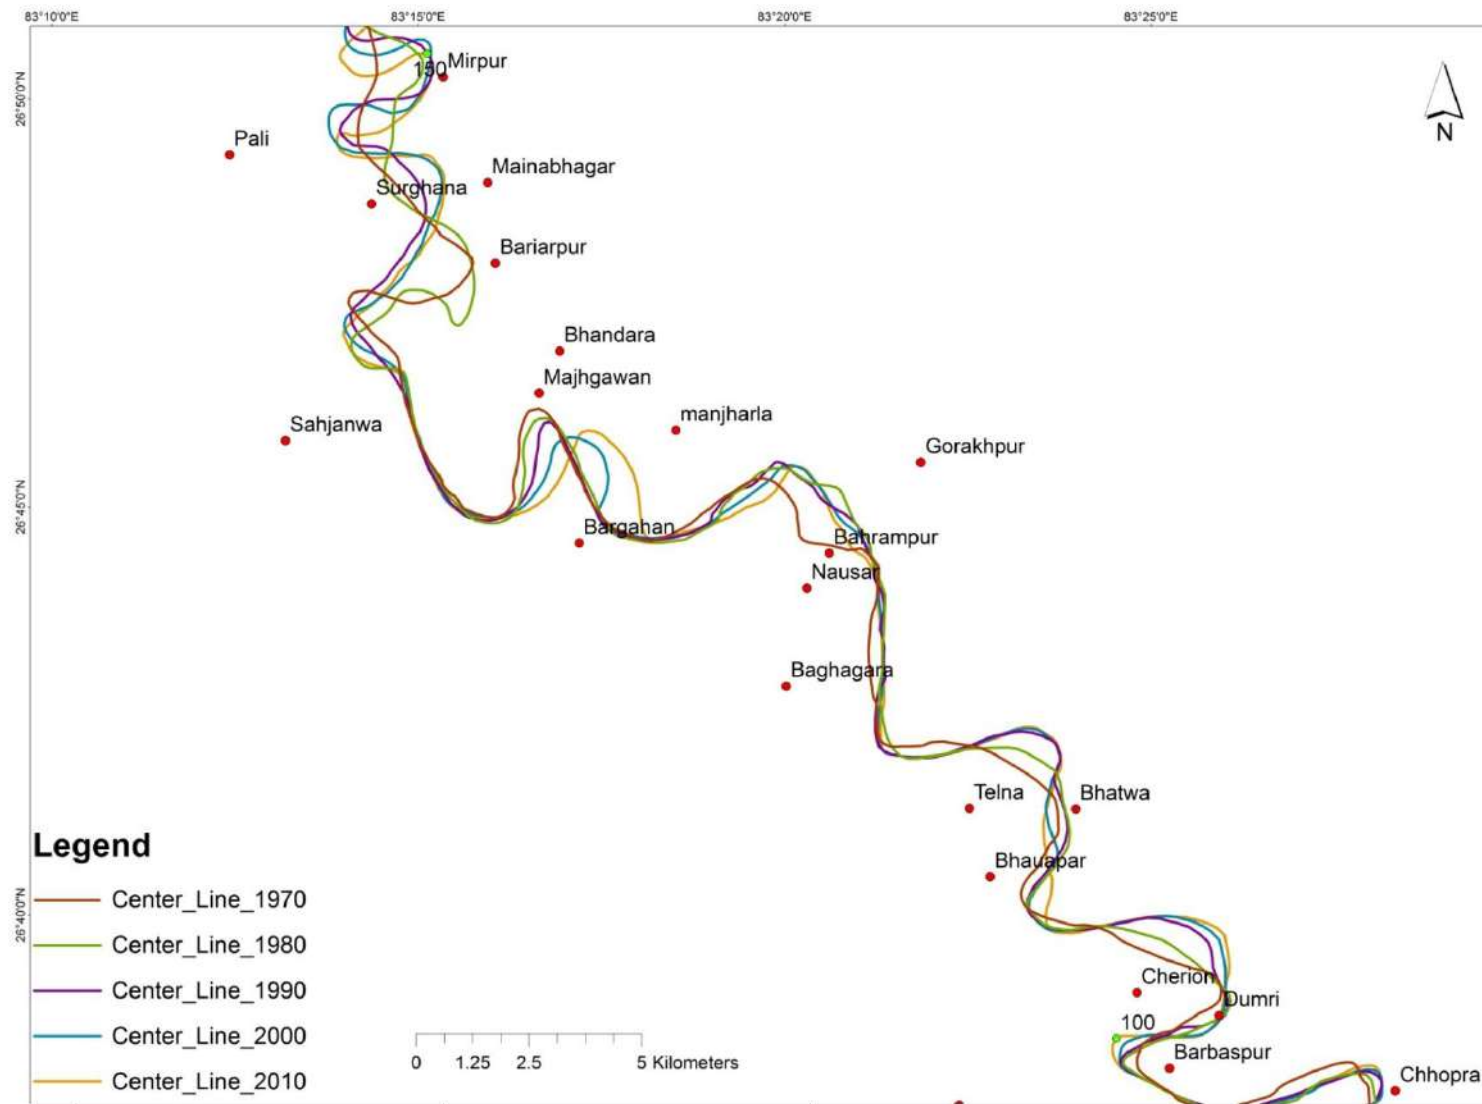 83°10'0"E
83°15'0"E
83°20'0"E
83°25'0"E
26°50'0"N
26°45'0"N
26°40'0"N
N
150
Mirpur
Pali
Mainabhagar
Surghana
Bariarpur
Bhandara
Majhgawan
manjharla
Sahjanwa
Gorakhpur
Bargahan
Bahrampur
Nausar
Baghagara
Telna
Bhatwa
Bhauapar
Cherion
Dumri
100
Barbaspur
Chhopra
Legend
Center_Line_1970
Center_Line_1980
Center_Line_1990
Center_Line_2000
Center_Line_2010
0 1.25 2.5 5 Kilometers